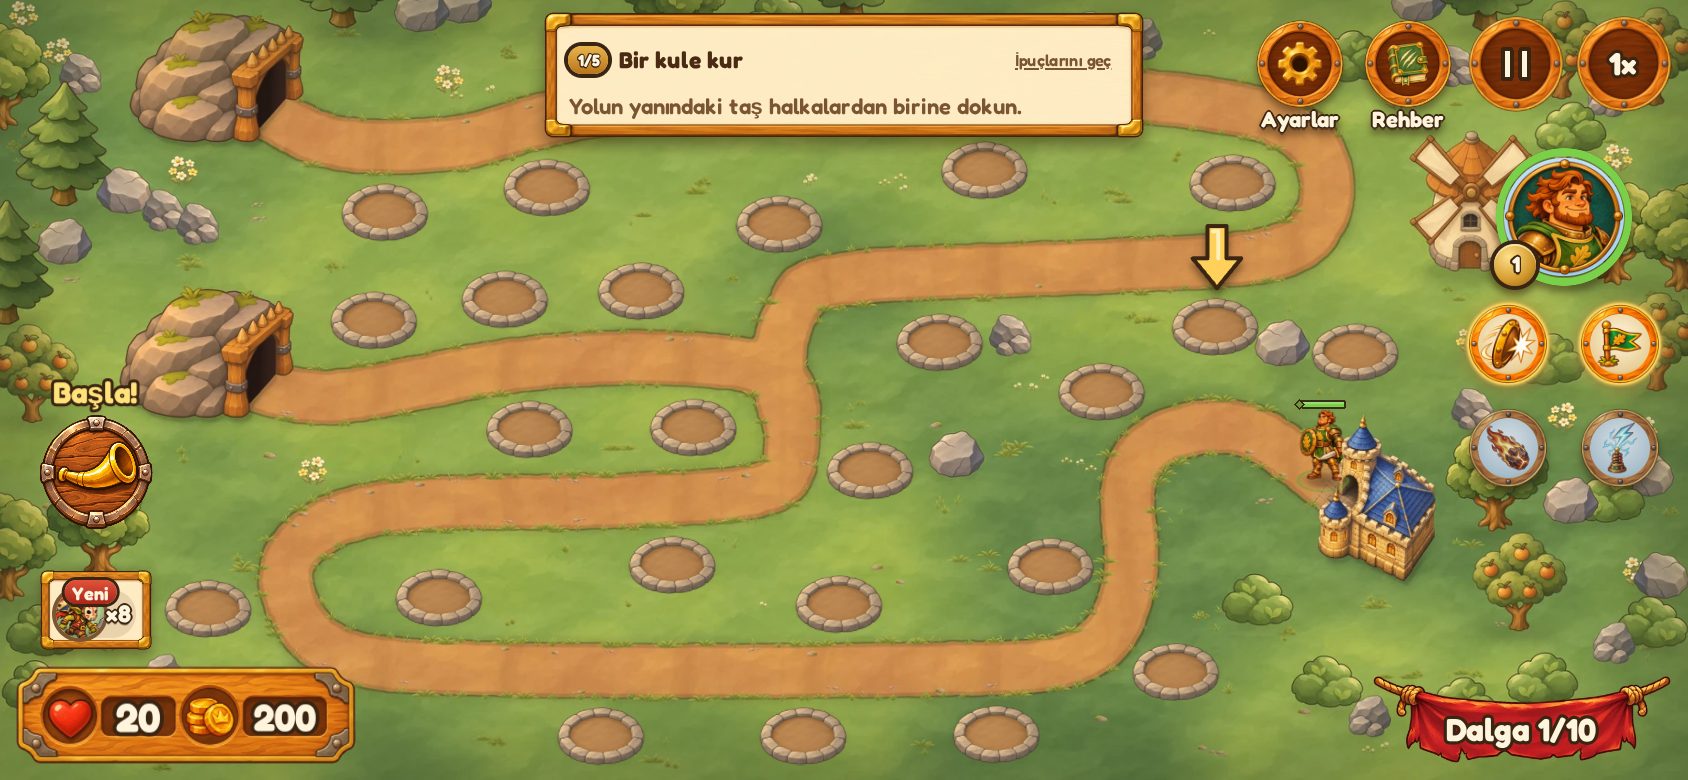 1/5 Bir kule kur
İpuçlarını geç
Yolun yanındaki taş halkalardan birine dokun.
1x
Ayarlar
Rehber
1
Başla!
Yeni
x8
20
200
Dalga 1/10